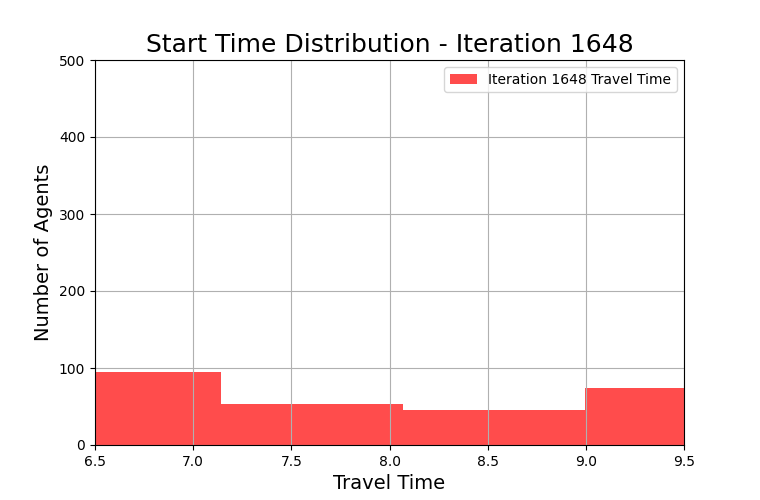 Start Time Distribution - Iteration 1648
Iteration 1648 Travel Time
Number of Agents
500
400
300
200
100
0
6.5 7.0 7.5 8.0 8.5 9.0 9.5
Travel Time